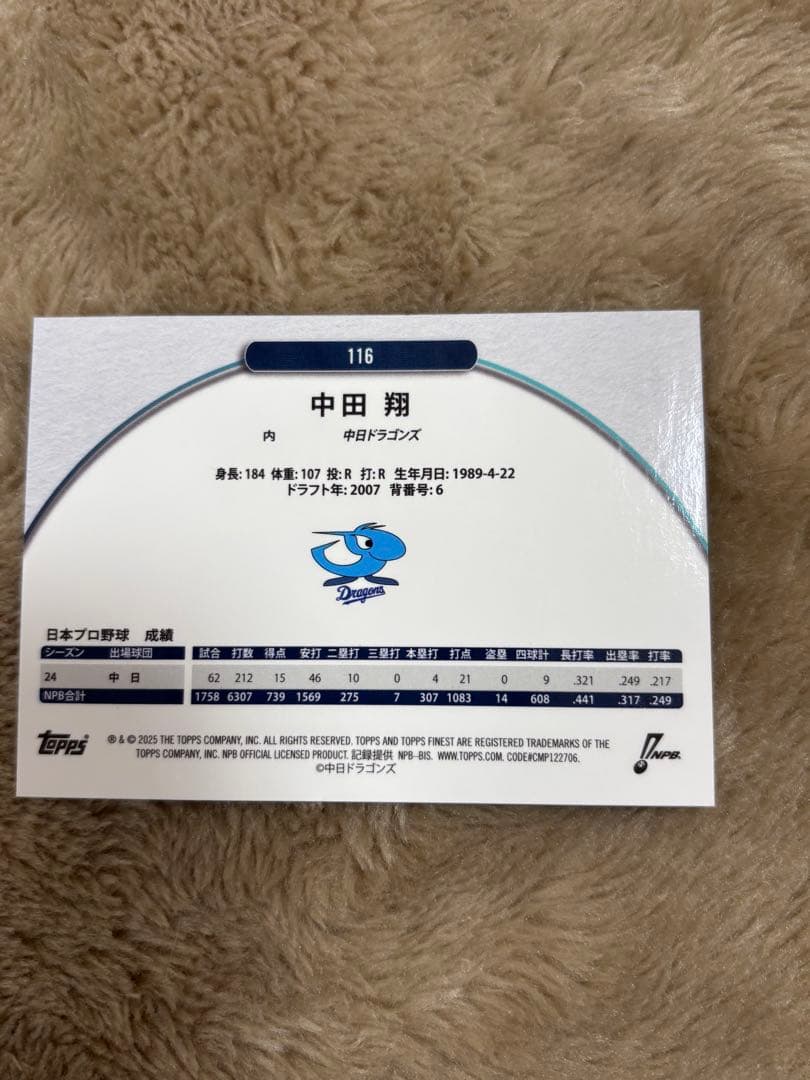 116
中田 翔
内 中日ドラゴンズ
身長: 184 体重: 107 投: R 打: R 生年月日: 1989-4-22
ドラフト年: 2007 背番号: 6
Dragons
日本プロ野球 成績
シーズン 出場球団 試合 打数 得点 安打 二塁打 三塁打 本塁打 打点 盗塁 四球計 長打率 出塁率 打率
24 中 日 62 212 15 46 10 0 4 21 0 9 .321 .249 .217
NPB合計 1758 6307 739 1569 275 7 307 1083 14 608 .441 .317 .249
TOPPS
® & © 2025 THE TOPPS COMPANY, INC. ALL RIGHTS RESERVED. TOPPS AND TOPPS FINEST ARE REGISTERED TRADEMARKS OF THE
TOPPS COMPANY, INC. NPB OFFICIAL LICENSED PRODUCT. 記録提供 NPB-BIS. WWW.TOPPS.COM. CODE#CMP122706.
©中日ドラゴンズ
NPB